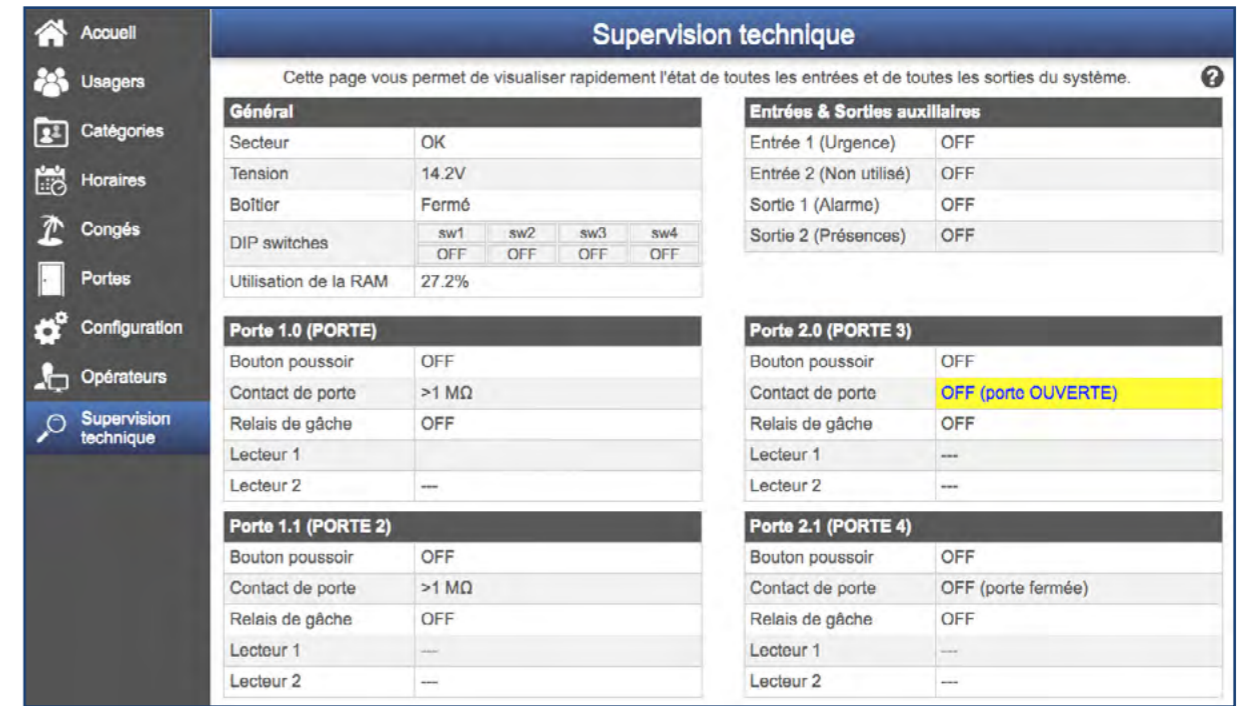 Accueil
Usagers
Catégories
Horaires
Congés
Portes
Configuration
Opérateurs
Supervision
technique
Supervision technique
Cette page vous permet de visualiser rapidement l'état de toutes les entrées et de toutes les sorties du système.
Général
Secteur OK
Tension 14.2V
Boîtier Fermé
DIP switches sw1 sw2 sw3 sw4
OFF OFF OFF OFF
Utilisation de la RAM 27.2%
Entrées & Sorties auxiliaires
Entrée 1 (Urgence) OFF
Entrée 2 (Non utilisé) OFF
Sortie 1 (Alarme) OFF
Sortie 2 (Présences) OFF
Porte 1.0 (PORTE)
Bouton poussoir OFF
Contact de porte >1 MΩ
Relais de gâche OFF
Lecteur 1
Lecteur 2 ---
Porte 2.0 (PORTE 3)
Bouton poussoir OFF
Contact de porte OFF (porte OUVERTE)
Relais de gâche OFF
Lecteur 1 ---
Lecteur 2 ---
Porte 1.1 (PORTE 2)
Bouton poussoir OFF
Contact de porte >1 MΩ
Relais de gâche OFF
Lecteur 1 ---
Lecteur 2 ---
Porte 2.1 (PORTE 4)
Bouton poussoir OFF
Contact de porte OFF (porte fermée)
Relais de gâche OFF
Lecteur 1 ---
Lecteur 2 ---